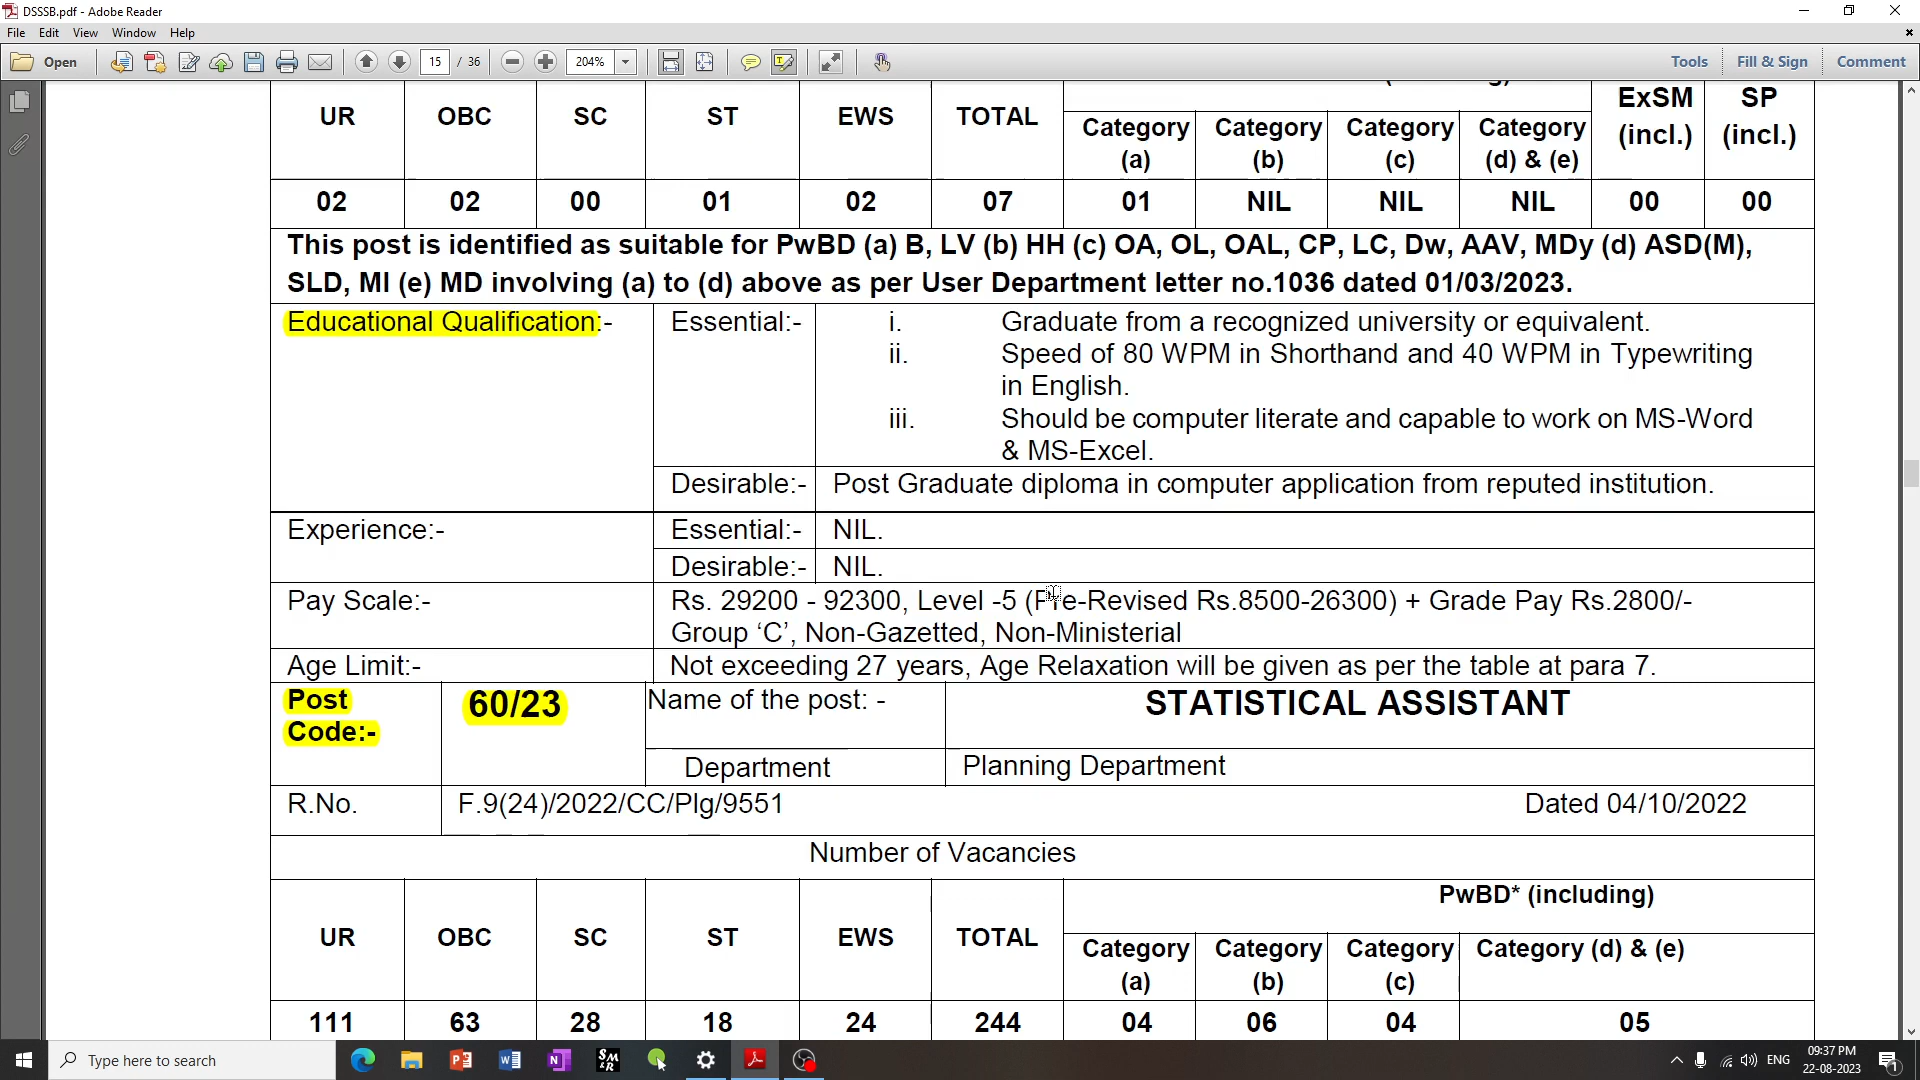 DSSSB.pdf - Adobe Reader
File Edit View Window Help
Open 15 / 36 204% Tools Fill & Sign Comment
UR OBC SC ST EWS TOTAL Category (a) Category (b) Category (c) Category (d) & (e) ExSM (incl.) SP (incl.)
02 02 00 01 02 07 01 NIL NIL NIL 00 00
This post is identified as suitable for PwBD (a) B, LV (b) HH (c) OA, OL, OAL, CP, LC, Dw, AAV, MDy (d) ASD(M),
SLD, MI (e) MD involving (a) to (d) above as per User Department letter no.1036 dated 01/03/2023.
Educational Qualification:- Essential:- i. Graduate from a recognized university or equivalent.
ii. Speed of 80 WPM in Shorthand and 40 WPM in Typewriting
in English.
iii. Should be computer literate and capable to work on MS-Word
& MS-Excel.
Desirable:- Post Graduate diploma in computer application from reputed institution.
Experience:- Essential:- NIL.
Desirable:- NIL.
Pay Scale:- Rs. 29200 - 92300, Level -5 (Pre-Revised Rs.8500-26300) + Grade Pay Rs.2800/-
Group ‘C’, Non-Gazetted, Non-Ministerial
Age Limit:- Not exceeding 27 years, Age Relaxation will be given as per the table at para 7.
Post Code:- 60/23 Name of the post: - STATISTICAL ASSISTANT
Department Planning Department
R.No. F.9(24)/2022/CC/Plg/9551 Dated 04/10/2022
Number of Vacancies
PwBD* (including)
UR OBC SC ST EWS TOTAL Category (a) Category (b) Category (c) Category (d) & (e)
111 63 28 18 24 244 04 06 04 05
Type here to search
ENG 09:37 PM
22-08-2023